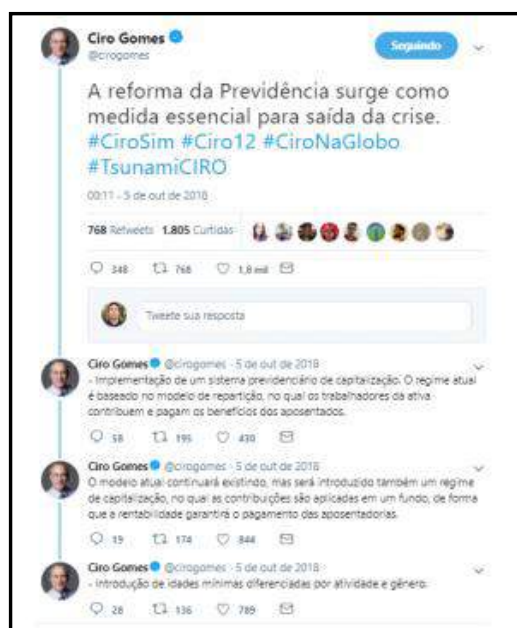 Ciro Gomes
@cirogomes
Seguindo
A reforma da Previdência surge como
medida essencial para saída da crise.
#CiroSim #Ciro12 #CiroNaGlobo
#TsunamiCIRO
00:11 - 5 de out de 2018
768 Retweets 1.805 Curtidas
348 768 1,8 mil
Tweete sua resposta
Ciro Gomes @cirogomes · 5 de out de 2018
- Implementação de um sistema previdenciário de capitalização. O regime atual
é baseado no modelo de repartição, no qual os trabalhadores da ativa
contribuem e pagam os benefícios dos aposentados.
58 195 430
Ciro Gomes @cirogomes · 5 de out de 2018
O modelo atual continuará existindo, mas será introduzido também um regime
de capitalização, no qual as contribuições são aplicadas em um fundo, de forma
que a rentabilidade garantirá o pagamento das aposentadorias.
19 174 844
Ciro Gomes @cirogomes · 5 de out de 2018
- Introdução de idades mínimas diferenciadas por atividade e gênero.
28 136 789